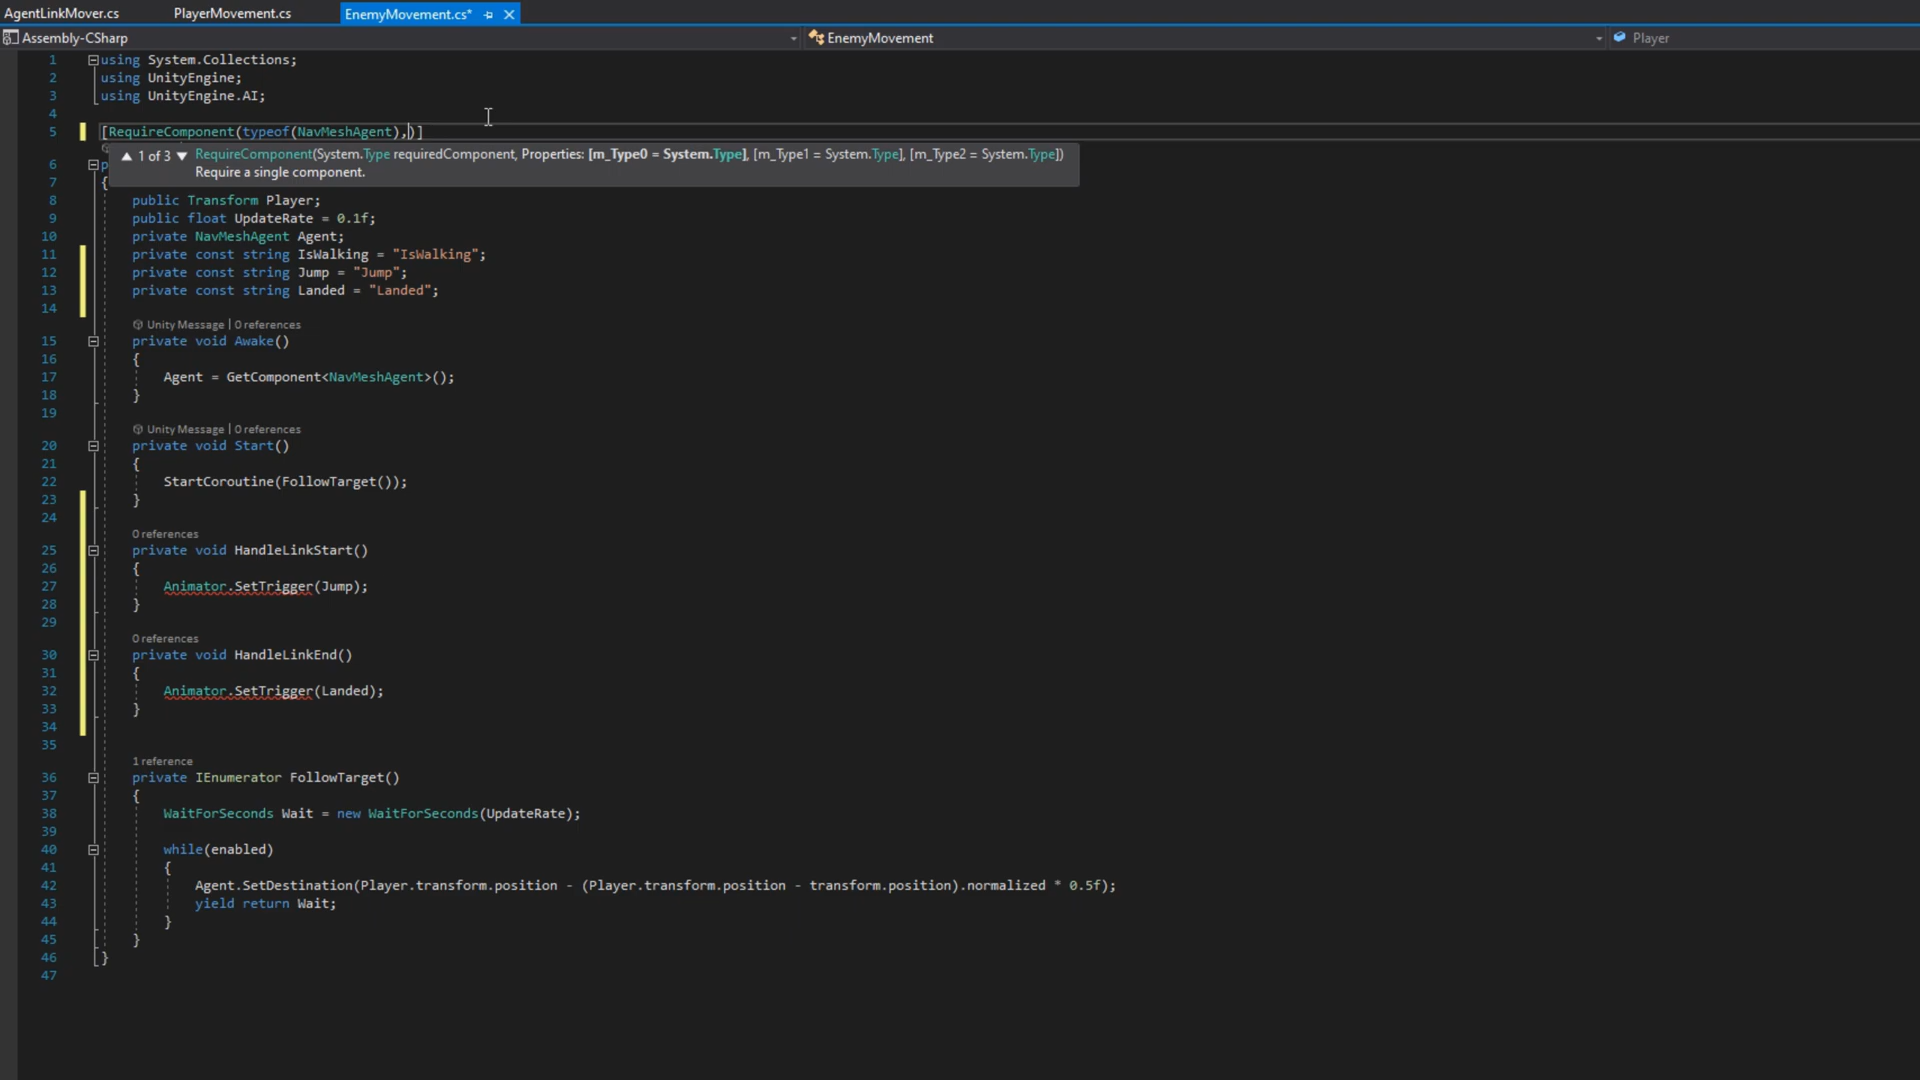 AgentLinkMover.cs PlayerMovement.cs EnemyMovement.cs*
Assembly-CSharp EnemyMovement Player
1 using System.Collections;
2 using UnityEngine;
3 using UnityEngine.AI;
4
5 [RequireComponent(typeof(NavMeshAgent),)]
1 of 3 RequireComponent(System.Type requiredComponent, Properties: [m_Type0 = System.Type], [m_Type1 = System.Type], [m_Type2 = System.Type])
Require a single component.
6 p
7 {
8 public Transform Player;
9 public float UpdateRate = 0.1f;
10 private NavMeshAgent Agent;
11 private const string IsWalking = "IsWalking";
12 private const string Jump = "Jump";
13 private const string Landed = "Landed";
14
Unity Message | 0 references
15 private void Awake()
16 {
17 Agent = GetComponent<NavMeshAgent>();
18 }
19
Unity Message | 0 references
20 private void Start()
21 {
22 StartCoroutine(FollowTarget());
23 }
24
0 references
25 private void HandleLinkStart()
26 {
27 Animator.SetTrigger(Jump);
28 }
29
0 references
30 private void HandleLinkEnd()
31 {
32 Animator.SetTrigger(Landed);
33 }
34
35
1 reference
36 private IEnumerator FollowTarget()
37 {
38 WaitForSeconds Wait = new WaitForSeconds(UpdateRate);
39
40 while(enabled)
41 {
42 Agent.SetDestination(Player.transform.position - (Player.transform.position - transform.position).normalized * 0.5f);
43 yield return Wait;
44 }
45 }
46 }
47